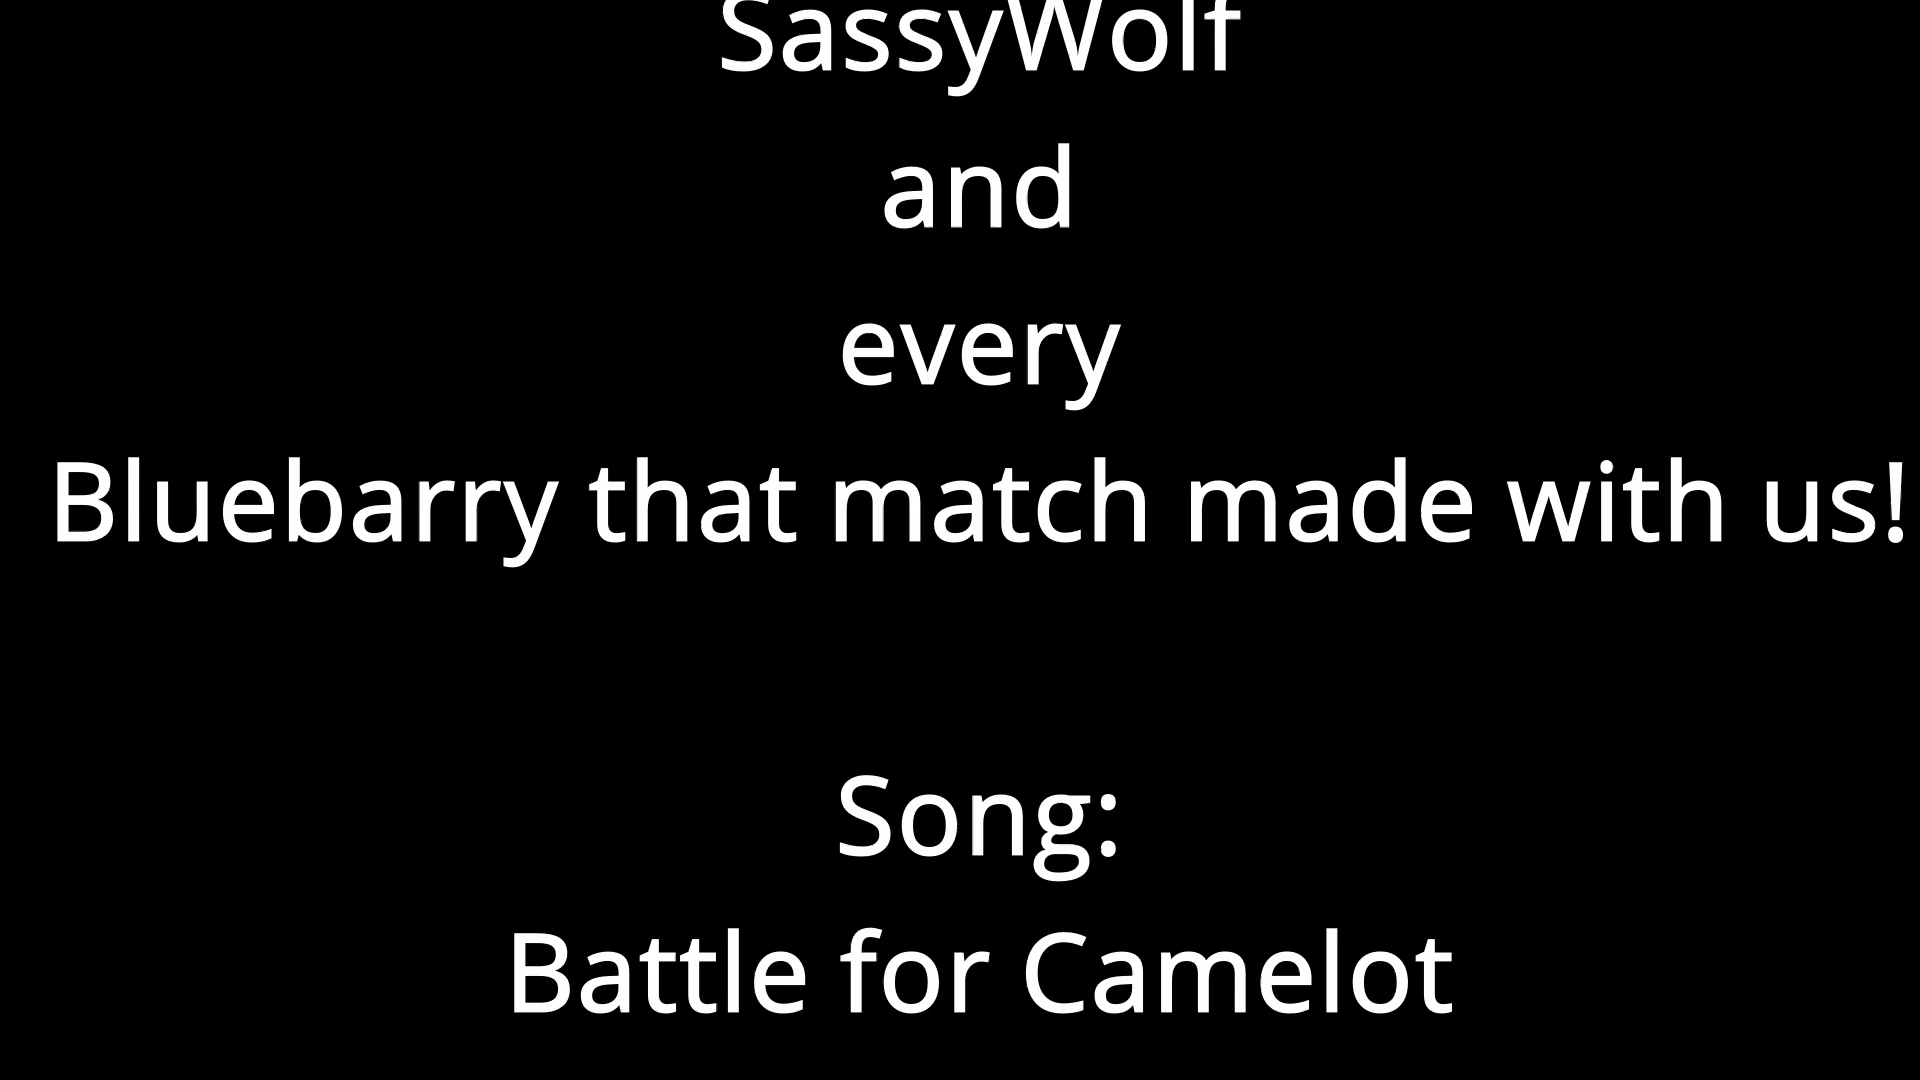 SassyWolf
and
every
Bluebarry that match made with us!
Song:
Battle for Camelot